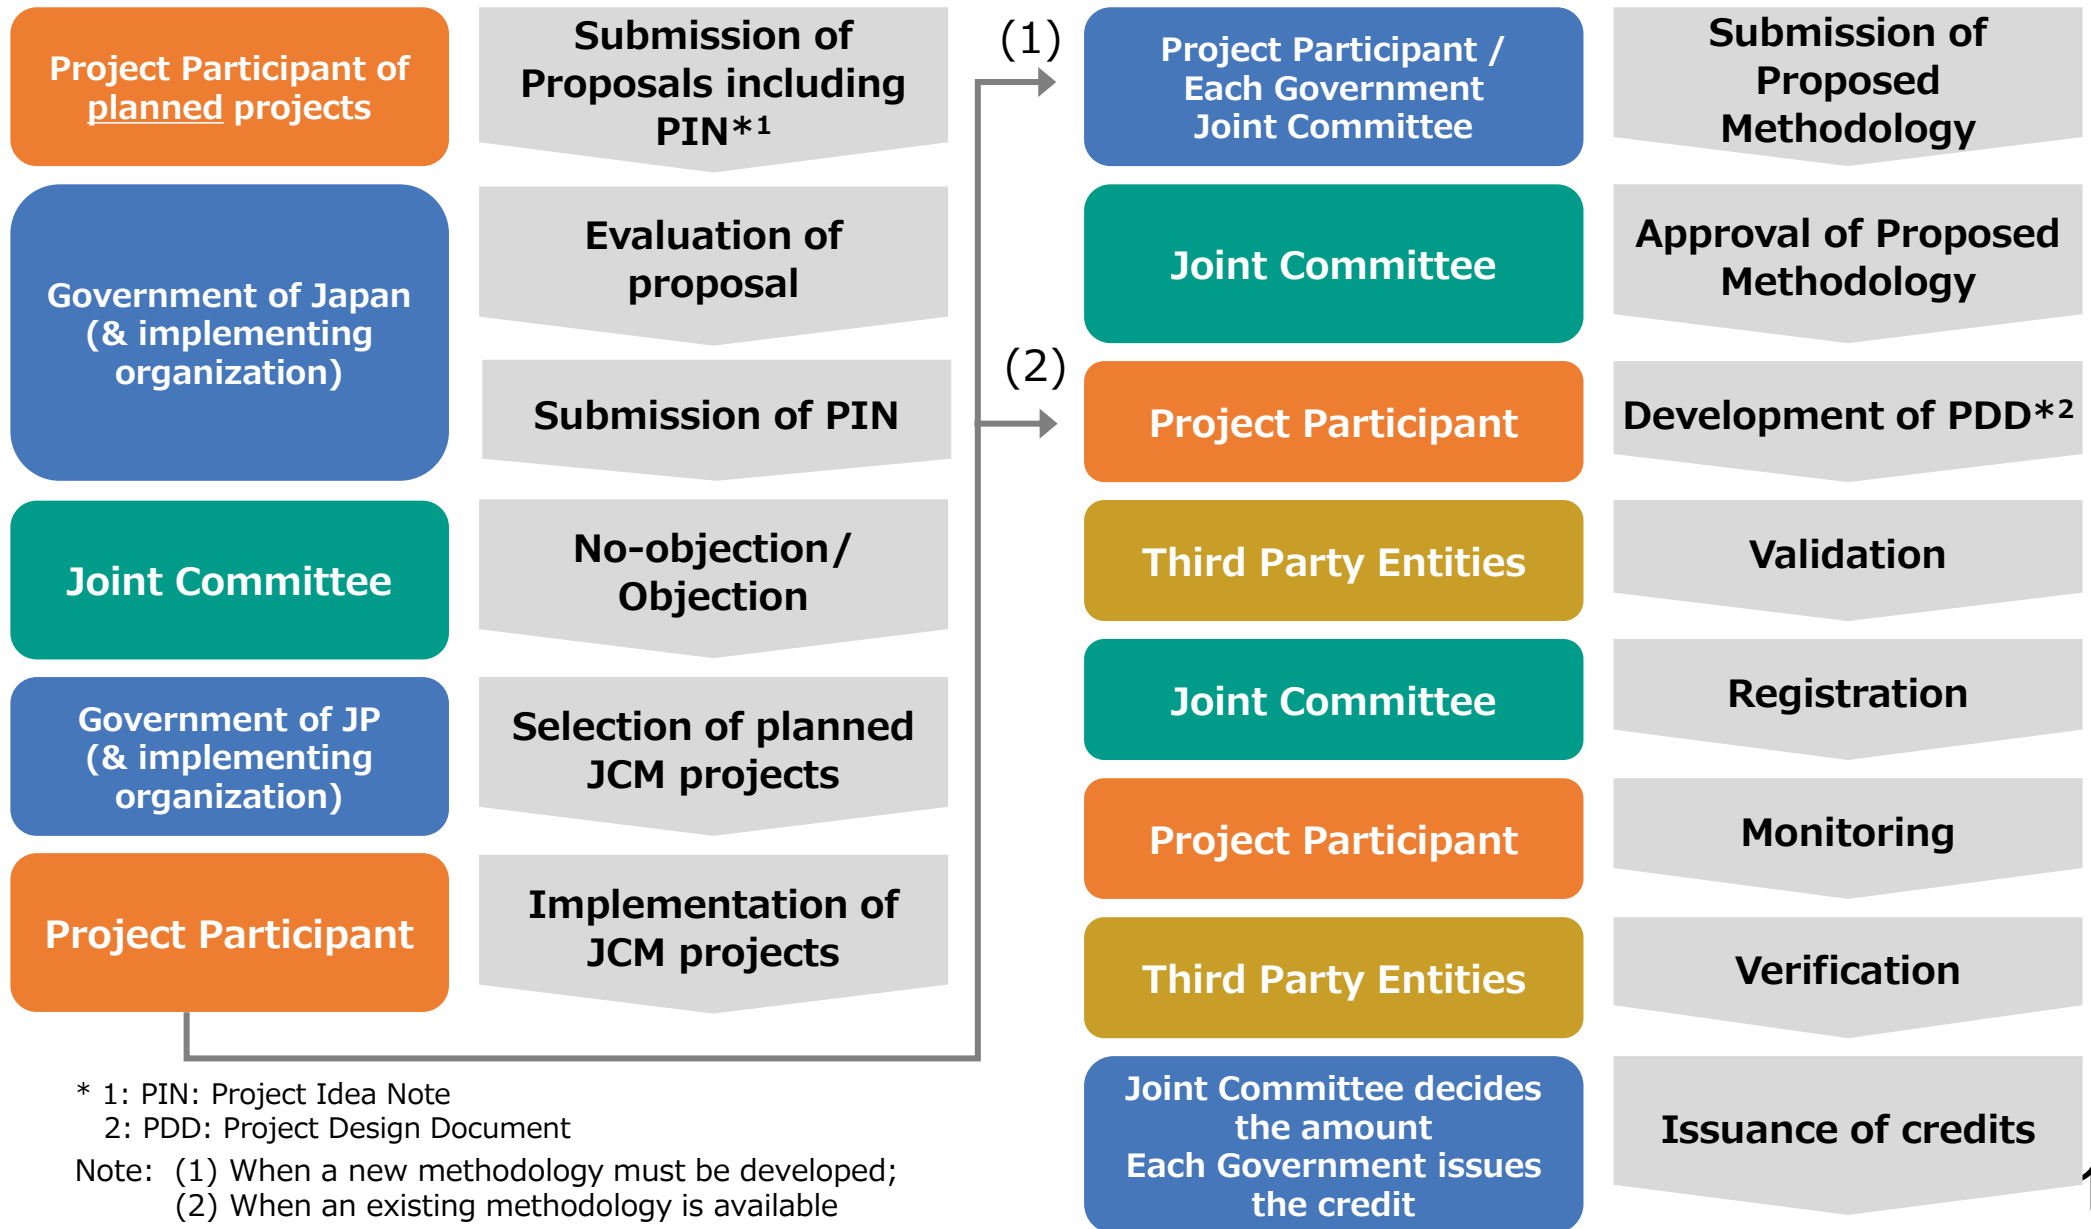 Project Participant of
planned projects
Submission of
Proposals including
PIN*1
Government of Japan
(& implementing
organization)
Evaluation of
proposal
Submission of PIN
Joint Committee
No-objection/
Objection
Government of JP
(& implementing
organization)
Selection of planned
JCM projects
Project Participant
Implementation of
JCM projects
* 1: PIN: Project Idea Note
2: PDD: Project Design Document
Note: (1) When a new methodology must be developed;
(2) When an existing methodology is available
(1)
Project Participant /
Each Government
Joint Committee
Submission of
Proposed
Methodology
Joint Committee
Approval of Proposed
Methodology
(2)
Project Participant
Development of PDD*2
Third Party Entities
Validation
Joint Committee
Registration
Project Participant
Monitoring
Third Party Entities
Verification
Joint Committee decides
the amount
Each Government issues
the credit
Issuance of credits